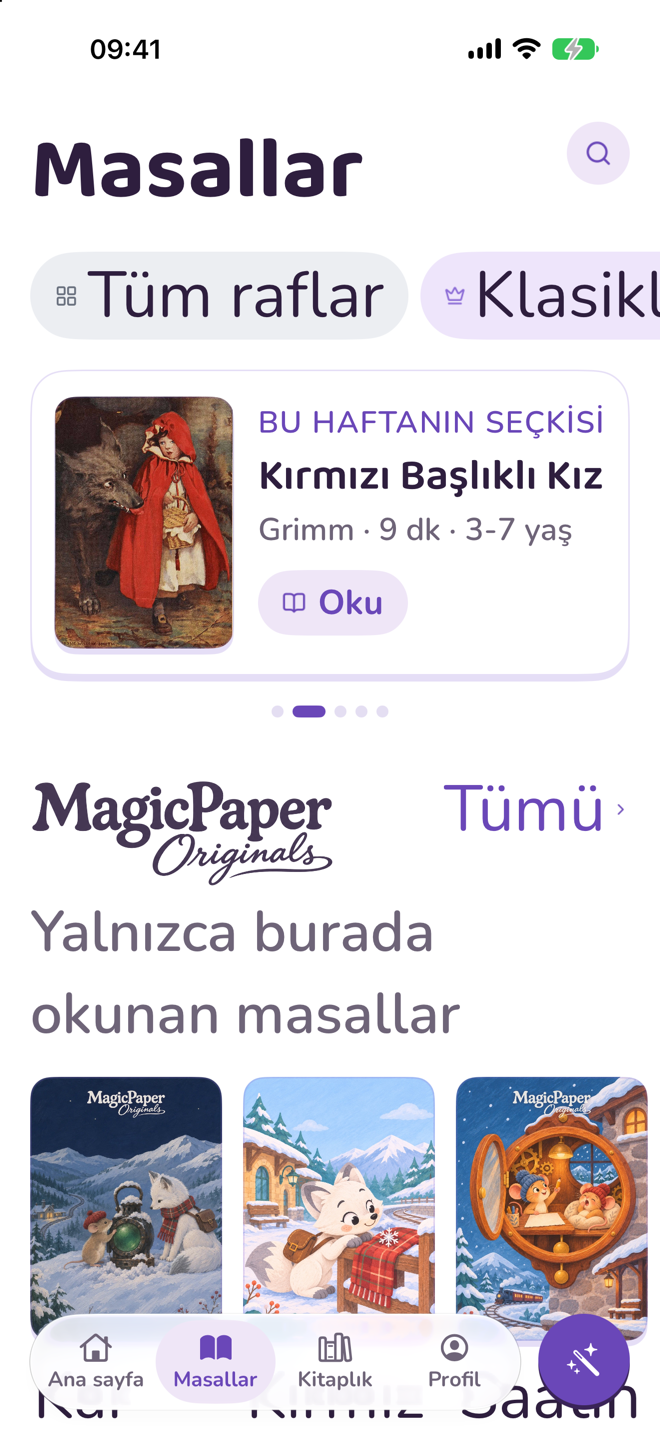 09:41
Masallar
Tüm raflar
Klasikl
BU HAFTANIN SEÇKİSİ
Kırmızı Başlıklı Kız
Grimm · 9 dk · 3-7 yaş
Oku
MagicPaper
Originals
Tümü
Yalnızca burada
okunan masallar
MagicPaper
Originals
MagicPaper
Originals
Ana sayfa
Masallar
Kitaplık
Profil